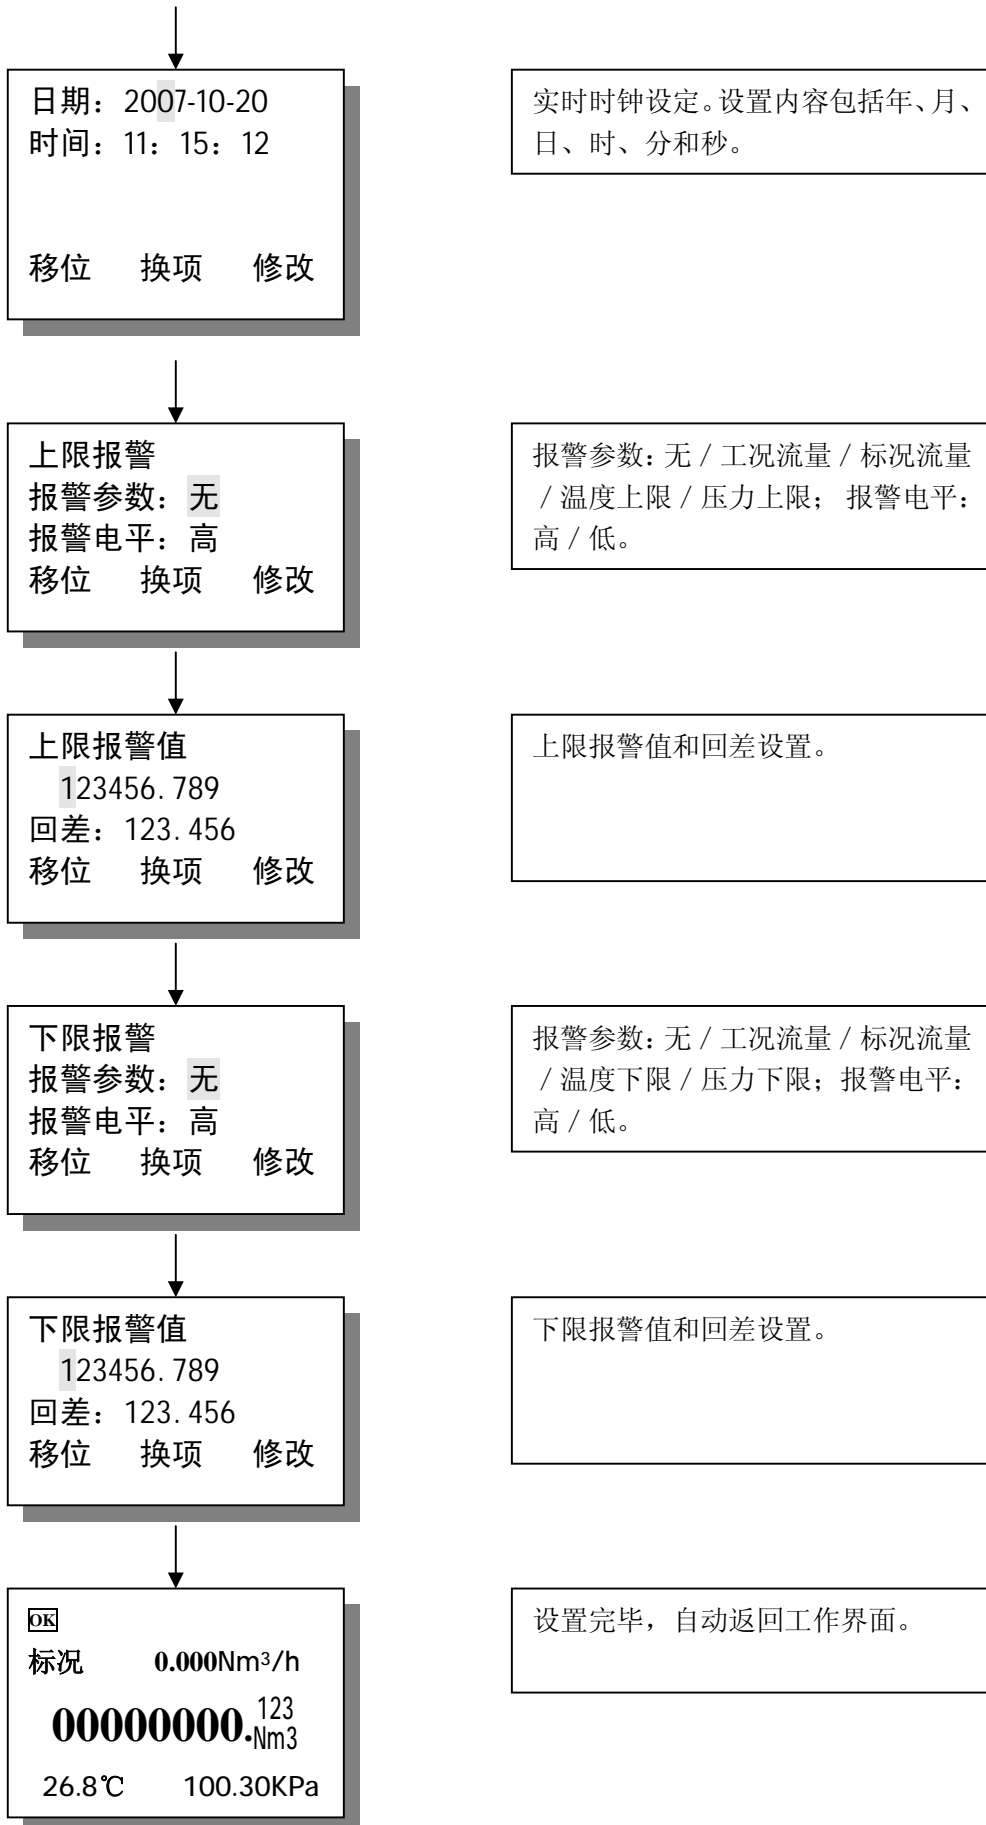 日期：2007-10-20
时间：11：15：12
移位 换项 修改
实时时钟设定。设置内容包括年、月、
日、时、分和秒。
上限报警
报警参数：无
报警电平：高
移位 换项 修改
报警参数：无／工况流量／标况流量
／温度上限／压力上限；报警电平：
高／低。
上限报警值
123456.789
回差：123.456
移位 换项 修改
上限报警值和回差设置。
下限报警
报警参数：无
报警电平：高
移位 换项 修改
报警参数：无／工况流量／标况流量
／温度下限／压力下限；报警电平：
高／低。
下限报警值
123456.789
回差：123.456
移位 换项 修改
下限报警值和回差设置。
OK
标况 0.000Nm³/h
00000000.123
Nm3
26.8℃ 100.30KPa
设置完毕，自动返回工作界面。